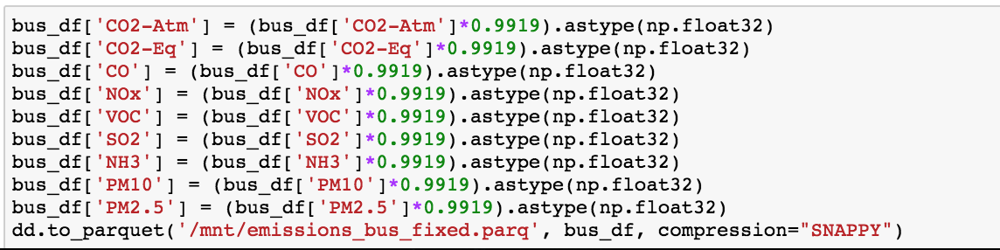 bus_df['CO2-Atm'] = (bus_df['CO2-Atm']*0.9919).astype(np.float32)
bus_df['CO2-Eq'] = (bus_df['CO2-Eq']*0.9919).astype(np.float32)
bus_df['CO'] = (bus_df['CO']*0.9919).astype(np.float32)
bus_df['NOx'] = (bus_df['NOx']*0.9919).astype(np.float32)
bus_df['VOC'] = (bus_df['VOC']*0.9919).astype(np.float32)
bus_df['SO2'] = (bus_df['SO2']*0.9919).astype(np.float32)
bus_df['NH3'] = (bus_df['NH3']*0.9919).astype(np.float32)
bus_df['PM10'] = (bus_df['PM10']*0.9919).astype(np.float32)
bus_df['PM2.5'] = (bus_df['PM2.5']*0.9919).astype(np.float32)
dd.to_parquet('/mnt/emissions_bus_fixed.parq', bus_df, compression="SNAPPY")